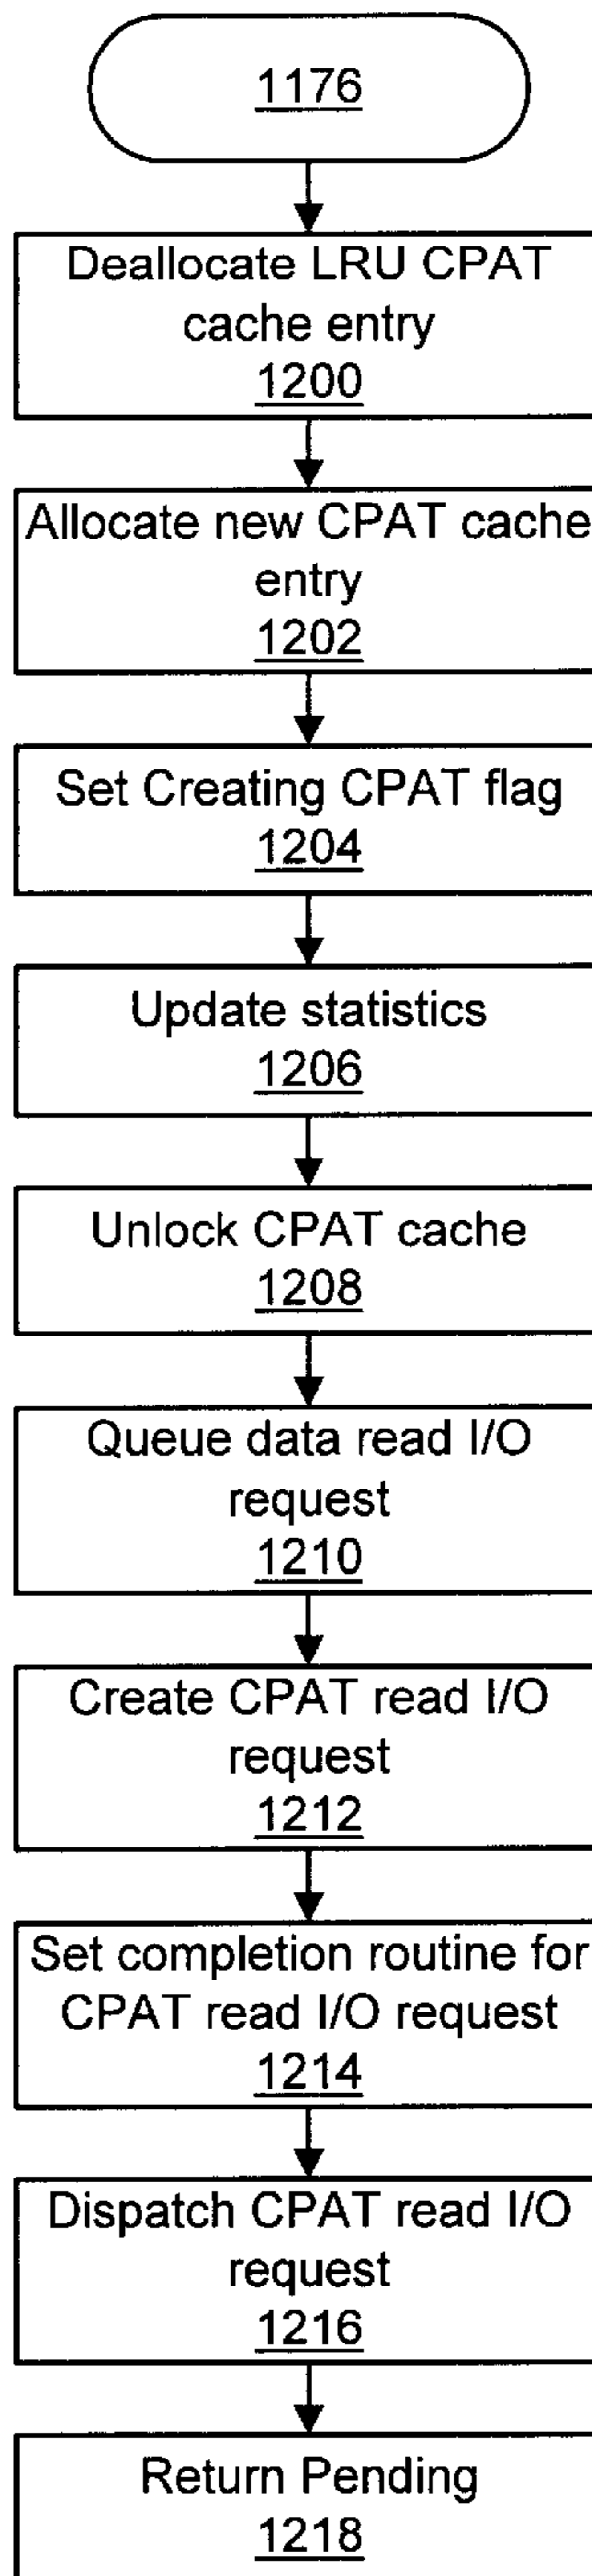 1176
Deallocate LRU CPAT
cache entry
1200
Allocate new CPAT cache
entry
1202
Set Creating CPAT flag
1204
Update statistics
1206
Unlock CPAT cache
1208
Queue data read I/O
request
1210
Create CPAT read I/O
request
1212
Set completion routine for
CPAT read I/O request
1214
Dispatch CPAT read I/O
request
1216
Return Pending
1218